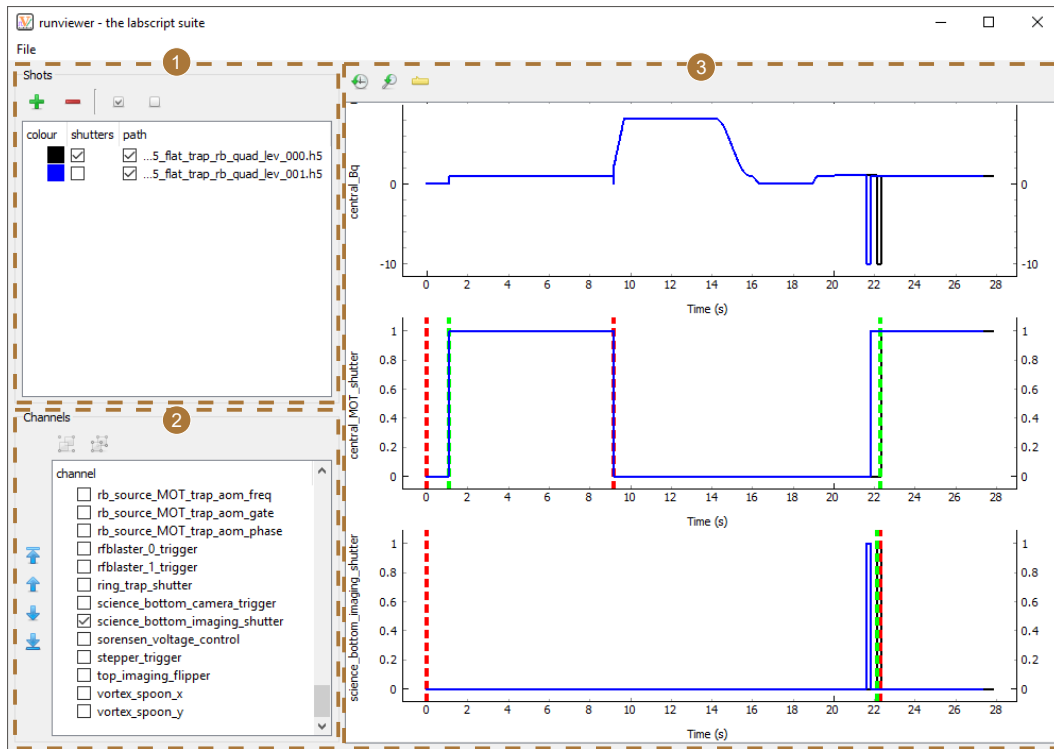 runviewer - the labscript suite
File
1
Shots
colour shutters path
...5_flat_trap_rb_quad_lev_000.h5
...5_flat_trap_rb_quad_lev_001.h5
2
Channels
channel
rb_source_MOT_trap_aom_freq
rb_source_MOT_trap_aom_gate
rb_source_MOT_trap_aom_phase
rfblaster_0_trigger
rfblaster_1_trigger
ring_trap_shutter
science_bottom_camera_trigger
science_bottom_imaging_shutter
sorensen_voltage_control
stepper_trigger
top_imaging_flipper
vortex_spoon_x
vortex_spoon_y
3
central_Bq
0 0
-10 -10
0 2 4 6 8 10 12 14 16 18 20 22 24 26 28
Time (s)
central_MOT_shutter
1 1
0.8 0.8
0.6 0.6
0.4 0.4
0.2 0.2
0 0
0 2 4 6 8 10 12 14 16 18 20 22 24 26 28
Time (s)
science_bottom_imaging_shutter
1 1
0.8 0.8
0.6 0.6
0.4 0.4
0.2 0.2
0 0
0 2 4 6 8 10 12 14 16 18 20 22 24 26 28
Time (s)